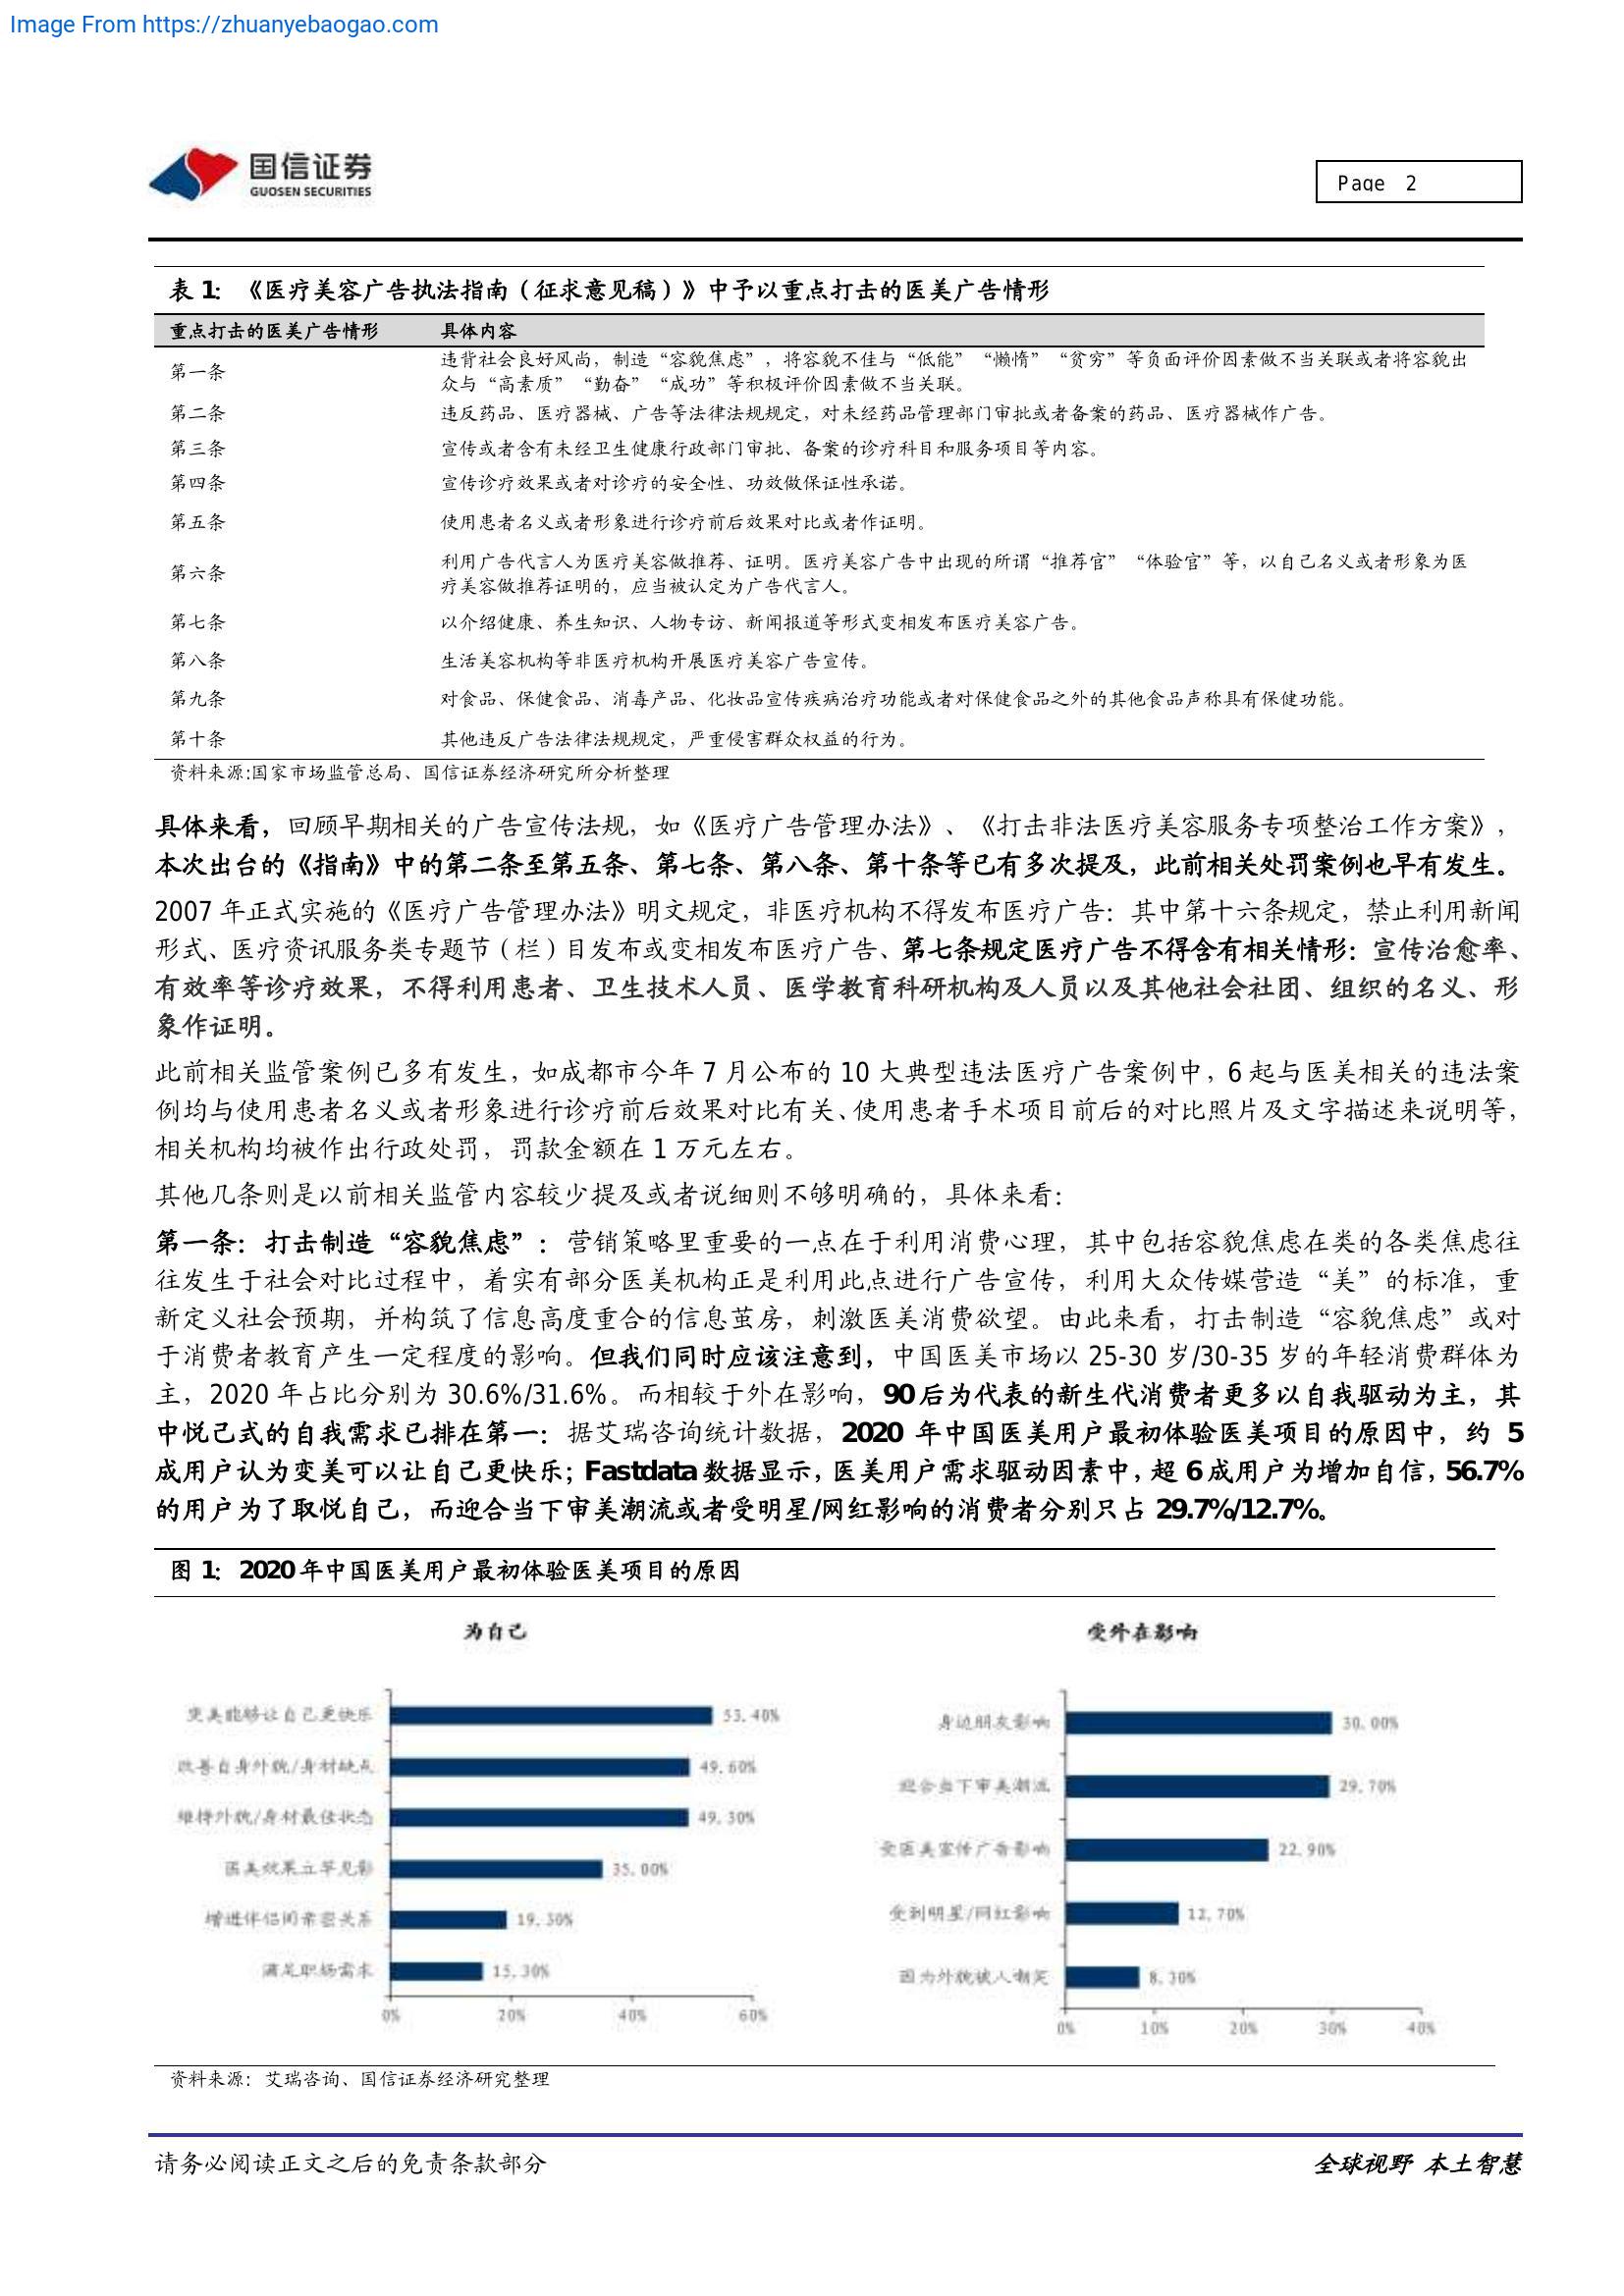 Image From https://zhuanyebaogao.com
国信证券
GUOSEN SECURITIES
Page 2
表 1: 《医疗美容广告执法指南（征求意见稿）》中予以重点打击的医美广告情形
重点打击的医美广告情形 具体内容
第一条 违背社会良好风尚，制造“容貌焦虑”，将容貌不佳与“低能”“懒惰”“贫穷”等负面评价因素做不当关联或者将容貌出
众与“高素质”“勤奋”“成功”等积极评价因素做不当关联。
第二条 违反药品、医疗器械、广告等法律法规规定，对未经药品管理部门审批或者备案的药品、医疗器械作广告。
第三条 宣传或者含有未经卫生健康行政部门审批、备案的诊疗科目和服务项目等内容。
第四条 宣传诊疗效果或者对诊疗的安全性、功效做保证性承诺。
第五条 使用患者名义或者形象进行诊疗前后效果对比或者作证明。
第六条 利用广告代言人为医疗美容做推荐、证明。医疗美容广告中出现的所谓“推荐官”“体验官”等，以自己名义或者形象为医
疗美容做推荐证明的，应当被认定为广告代言人。
第七条 以介绍健康、养生知识、人物专访、新闻报道等形式变相发布医疗美容广告。
第八条 生活美容机构等非医疗机构开展医疗美容广告宣传。
第九条 对食品、保健食品、消毒产品、化妆品宣传疾病治疗功能或者对保健食品之外的其他食品声称具有保健功能。
第十条 其他违反广告法律法规规定，严重侵害群众权益的行为。
资料来源:国家市场监管总局、国信证券经济研究所分析整理
具体来看，回顾早期相关的广告宣传法规，如《医疗广告管理办法》、《打击非法医疗美容服务专项整治工作方案》，
本次出台的《指南》中的第二条至第五条、第七条、第八条、第十条等已有多次提及，此前相关处罚案例也早有发生。
2007 年正式实施的《医疗广告管理办法》明文规定，非医疗机构不得发布医疗广告：其中第十六条规定，禁止利用新闻
形式、医疗资讯服务类专题节（栏）目发布或变相发布医疗广告、第七条规定医疗广告不得含有相关情形：宣传治愈率、
有效率等诊疗效果，不得利用患者、卫生技术人员、医学教育科研机构及人员以及其他社会社团、组织的名义、形
象作证明。
此前相关监管案例已多有发生，如成都市今年 7 月公布的 10 大典型违法医疗广告案例中，6 起与医美相关的违法案
例均与使用患者名义或者形象进行诊疗前后效果对比有关、使用患者手术项目前后的对比照片及文字描述来说明等，
相关机构均被作出行政处罚，罚款金额在 1 万元左右。
其他几条则是以前相关监管内容较少提及或者说细则不够明确的，具体来看：
第一条：打击制造“容貌焦虑”：营销策略里重要的一点在于利用消费心理，其中包括容貌焦虑在类的各类焦虑往
往发生于社会对比过程中，着实有部分医美机构正是利用此点进行广告宣传，利用大众传媒营造“美”的标准，重
新定义社会预期，并构筑了信息高度重合的信息茧房，刺激医美消费欲望。由此来看，打击制造“容貌焦虑”或对
于消费者教育产生一定程度的影响。但我们同时应该注意到，中国医美市场以 25-30 岁/30-35 岁的年轻消费群体为
主，2020 年占比分别为 30.6%/31.6%。而相较于外在影响，90后为代表的新生代消费者更多以自我驱动为主，其
中悦己式的自我需求已排在第一：据艾瑞咨询统计数据，2020 年中国医美用户最初体验医美项目的原因中，约 5
成用户认为变美可以让自己更快乐；Fastdata 数据显示，医美用户需求驱动因素中，超 6 成用户为增加自信，56.7%
的用户为了取悦自己，而迎合当下审美潮流或者受明星/网红影响的消费者分别只占 29.7%/12.7%。
图 1: 2020 年中国医美用户最初体验医美项目的原因
为自己
变美能够让自己更快乐 53.40%
改善自身外貌/身材缺点 49.60%
维持外貌/身材最佳状态 49.30%
医美效果立竿见影 35.00%
增进伴侣间亲密关系 19.30%
满足职场需求 15.30%
0% 20% 40% 60%
受外在影响
身边朋友影响 30.00%
迎合当下审美潮流 29.70%
受医美宣传广告影响 22.90%
受到明星/网红影响 12.70%
因为外貌被人嘲笑 8.30%
0% 10% 20% 30% 40%
资料来源：艾瑞咨询、国信证券经济研究整理
请务必阅读正文之后的免责条款部分
全球视野 本土智慧